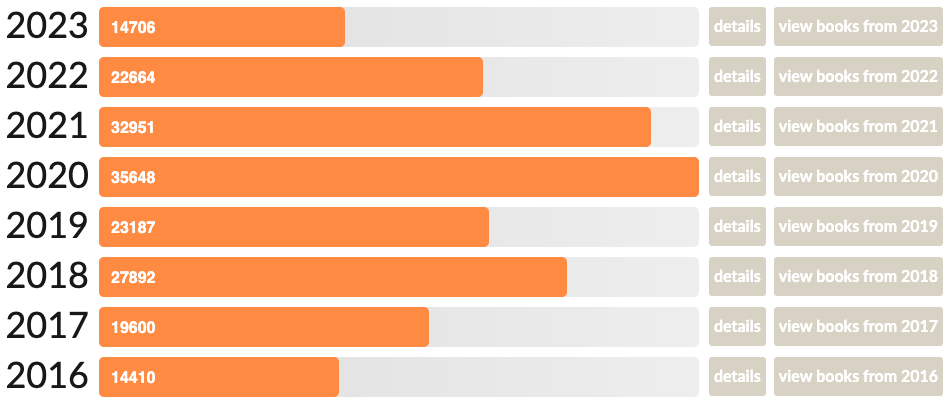 2023 14706 details view books from 2023
2022 22664 details view books from 2022
2021 32951 details view books from 2021
2020 35648 details view books from 2020
2019 23187 details view books from 2019
2018 27892 details view books from 2018
2017 19600 details view books from 2017
2016 14410 details view books from 2016